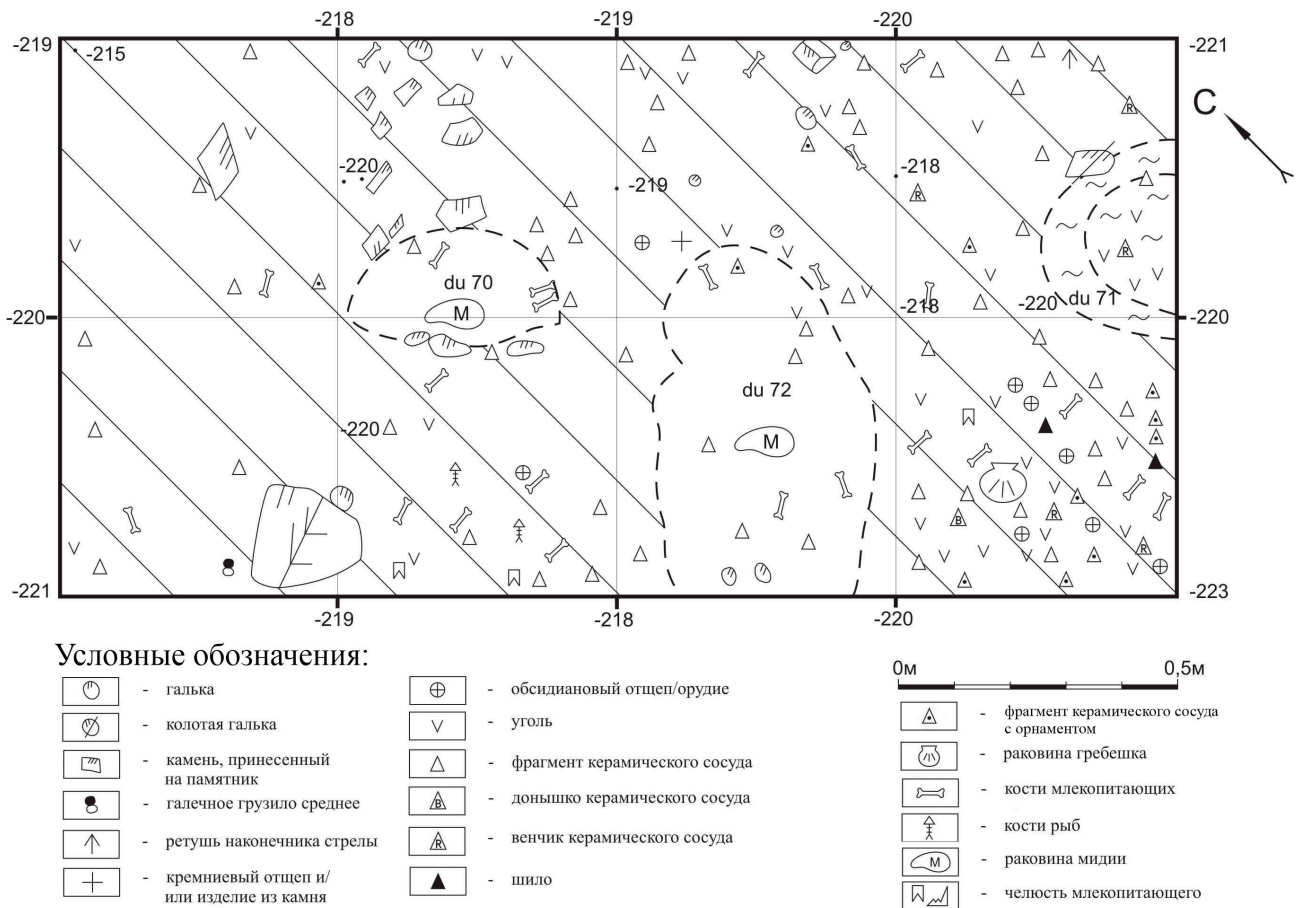 -218
-219
-220
-219
-215
-221
С
-220
-219
-218
du 70
М
-220
-218
-220
du 71
-220
R
R
R
du 72
М
-220
B
R
R
-221
-223
-219
-218
-220
Условные обозначения:
- галька
- колотая галька
- камень, принесенный
на памятник
- галечное грузило среднее
- ретушь наконечника стрелы
- кремниевый отщеп и/
или изделие из камня
- обсидиановый отщеп/орудие
- уголь
- фрагмент керамического сосуда
B - донышко керамического сосуда
R - венчик керамического сосуда
- шило
0м 0,5м
- фрагмент керамического сосуда
с орнаментом
- раковина гребешка
- кости млекопитающих
- кости рыб
М - раковина мидии
- челюсть млекопитающего